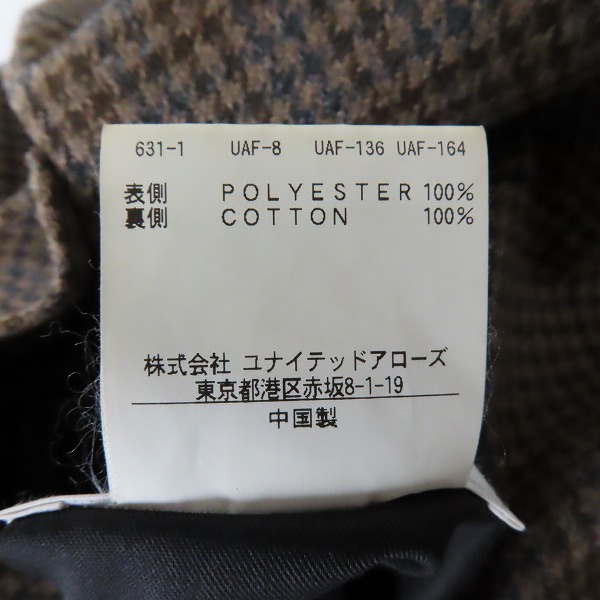 631-1 UAF-8 UAF-136 UAF-164
表側 POLYESTER 100%
裏側 COTTON 100%
株式会社 ユナイテッドアローズ
東京都港区赤坂8-1-19
中国製